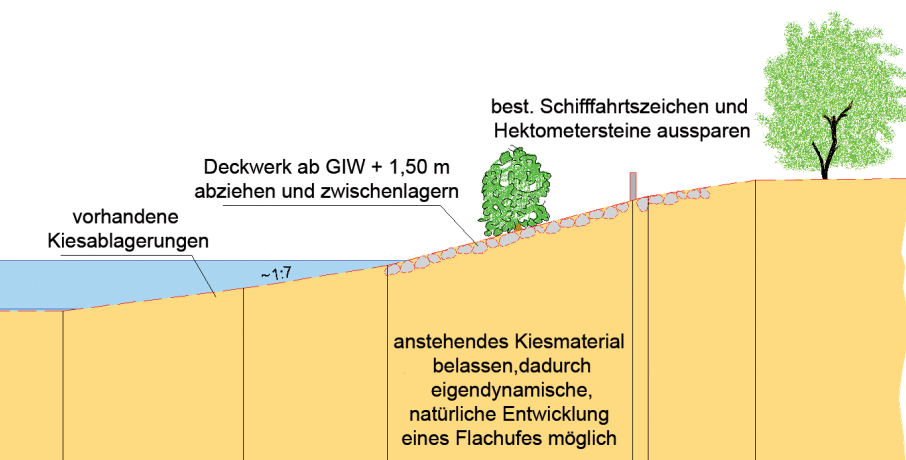 best. Schifffahrtszeichen und
Hektometersteine aussparen
Deckwerk ab GIW + 1,50 m
abziehen und zwischenlagern
vorhandene
Kiesablagerungen
~1:7
anstehendes Kiesmaterial
belassen,dadurch
eigendynamische,
natürliche Entwicklung
eines Flachufes möglich